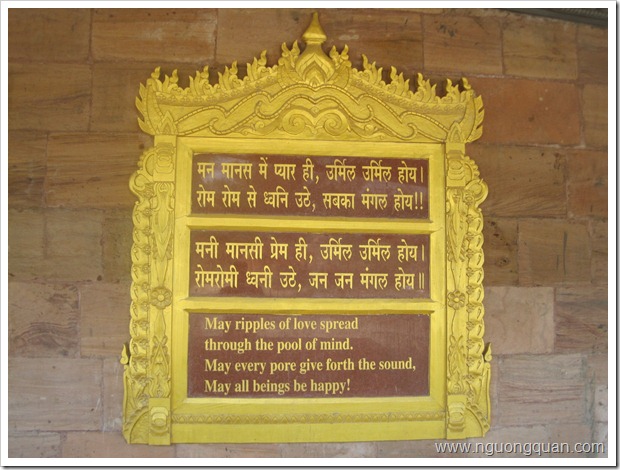 मन मानस में प्यार ही, उर्मिल उर्मिल होय।
रोम रोम से ध्वनि उठे, सबका मंगल होय!!
मनी मानसी प्रेम ही, उर्मिल उर्मिल होय।
रोमरोमी ध्वनी उठे, जन जन मंगल होय॥
May ripples of love spread
through the pool of mind.
May every pore give forth the sound,
May all beings be happy!
www.nguongquan.com